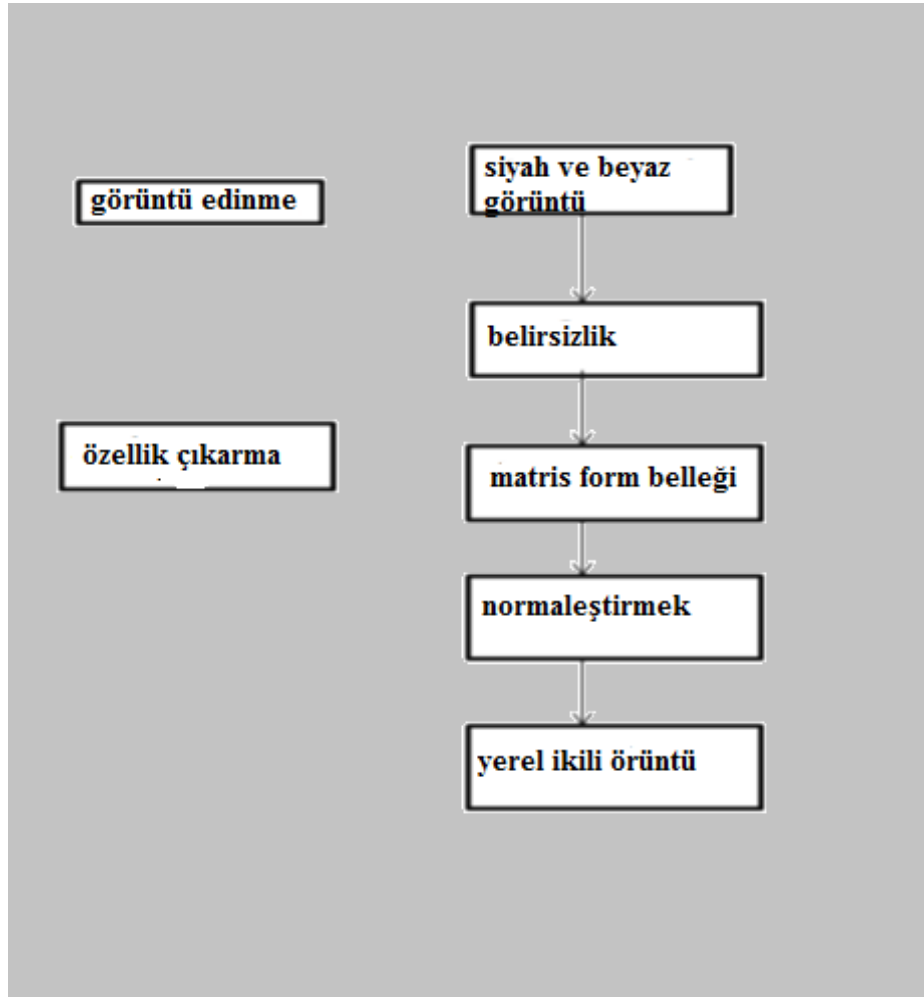 görüntü edinme
siyah ve beyaz
görüntü
belirsizlik
özellik çıkarma
matris form belleği
normaleştirmek
yerel ikili örüntü